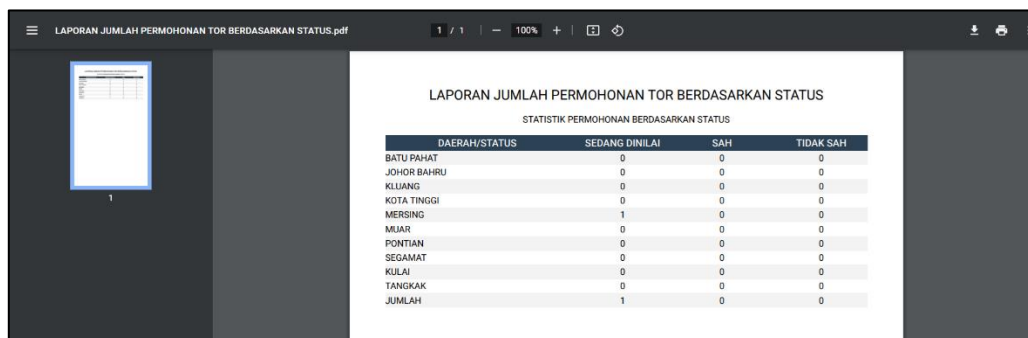 LAPORAN JUMLAH PERMOHONAN TOR BERDASARKAN STATUS.pdf
1 / 1 | − 100% + |
1
LAPORAN JUMLAH PERMOHONAN TOR BERDASARKAN STATUS
STATISTIK PERMOHONAN BERDASARKAN STATUS
DAERAH/STATUS SEDANG DINILAI SAH TIDAK SAH
BATU PAHAT 0 0 0
JOHOR BAHRU 0 0 0
KLUANG 0 0 0
KOTA TINGGI 0 0 0
MERSING 1 0 0
MUAR 0 0 0
PONTIAN 0 0 0
SEGAMAT 0 0 0
KULAI 0 0 0
TANGKAK 0 0 0
JUMLAH 1 0 0